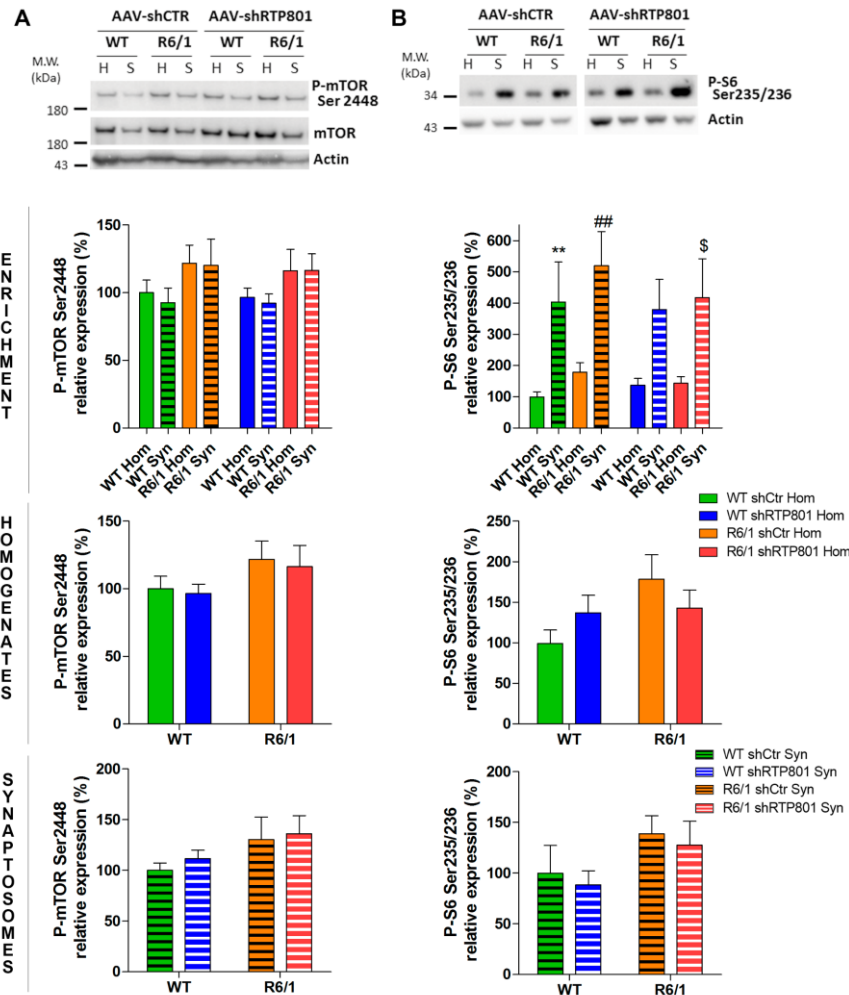 A
AAV-shCTR AAV-shRTP801
WT R6/1 WT R6/1
M.W.
(kDa)
H S H S H S H S
P-mTOR
Ser 2448
180
mTOR
180
Actin
43
B
AAV-shCTR AAV-shRTP801
WT R6/1 WT R6/1
M.W.
(kDa)
H S H S H S H S
P-S6
Ser235/236
34
Actin
43
ENRICHMENT
P-mTOR Ser2448
relative expression (%)
150
100
50
0
WT Hom
WT Syn
R6/1 Hom
R6/1 Syn
WT Hom
WT Syn
R6/1 Hom
R6/1 Syn
P-S6 Ser235/236
relative expression (%)
600
500
400
300
200
100
0
**
##
$
WT Hom
WT Syn
R6/1 Hom
R6/1 Syn
WT Hom
WT Syn
R6/1 Hom
R6/1 Syn
WT shCtr Hom
WT shRTP801 Hom
R6/1 shCtr Hom
R6/1 shRTP801 Hom
HOMOGENATES
P-mTOR Ser2448
relative expression (%)
150
100
50
0
WT R6/1
P-S6 Ser235/236
relative expression (%)
250
200
150
100
50
0
WT R6/1
WT shCtr Syn
WT shRTP801 Syn
R6/1 shCtr Syn
R6/1 shRTP801 Syn
SYNAPTOSOMES
P-mTOR Ser2448
relative expression (%)
200
150
100
50
0
WT R6/1
P-S6 Ser235/236
relative expression (%)
200
150
100
50
0
WT R6/1